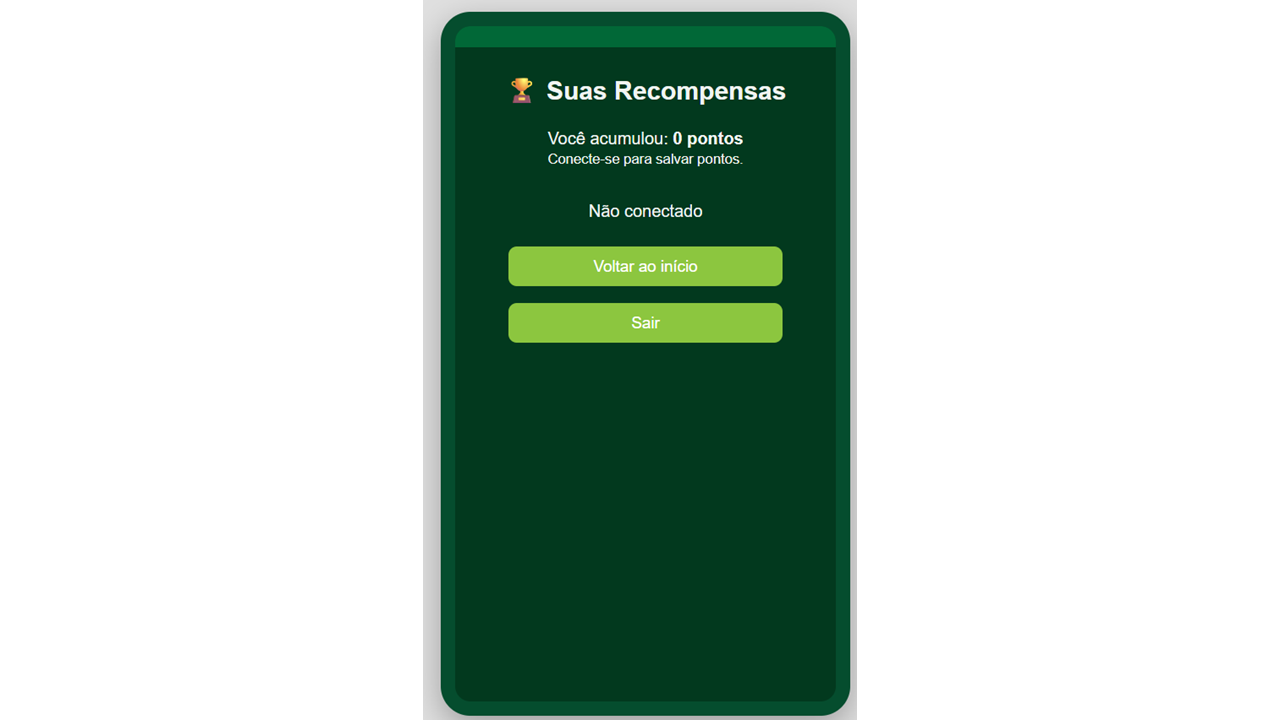 🏆 Suas Recompensas
Você acumulou: 0 pontos
Conecte-se para salvar pontos.
Não conectado
Voltar ao início
Sair